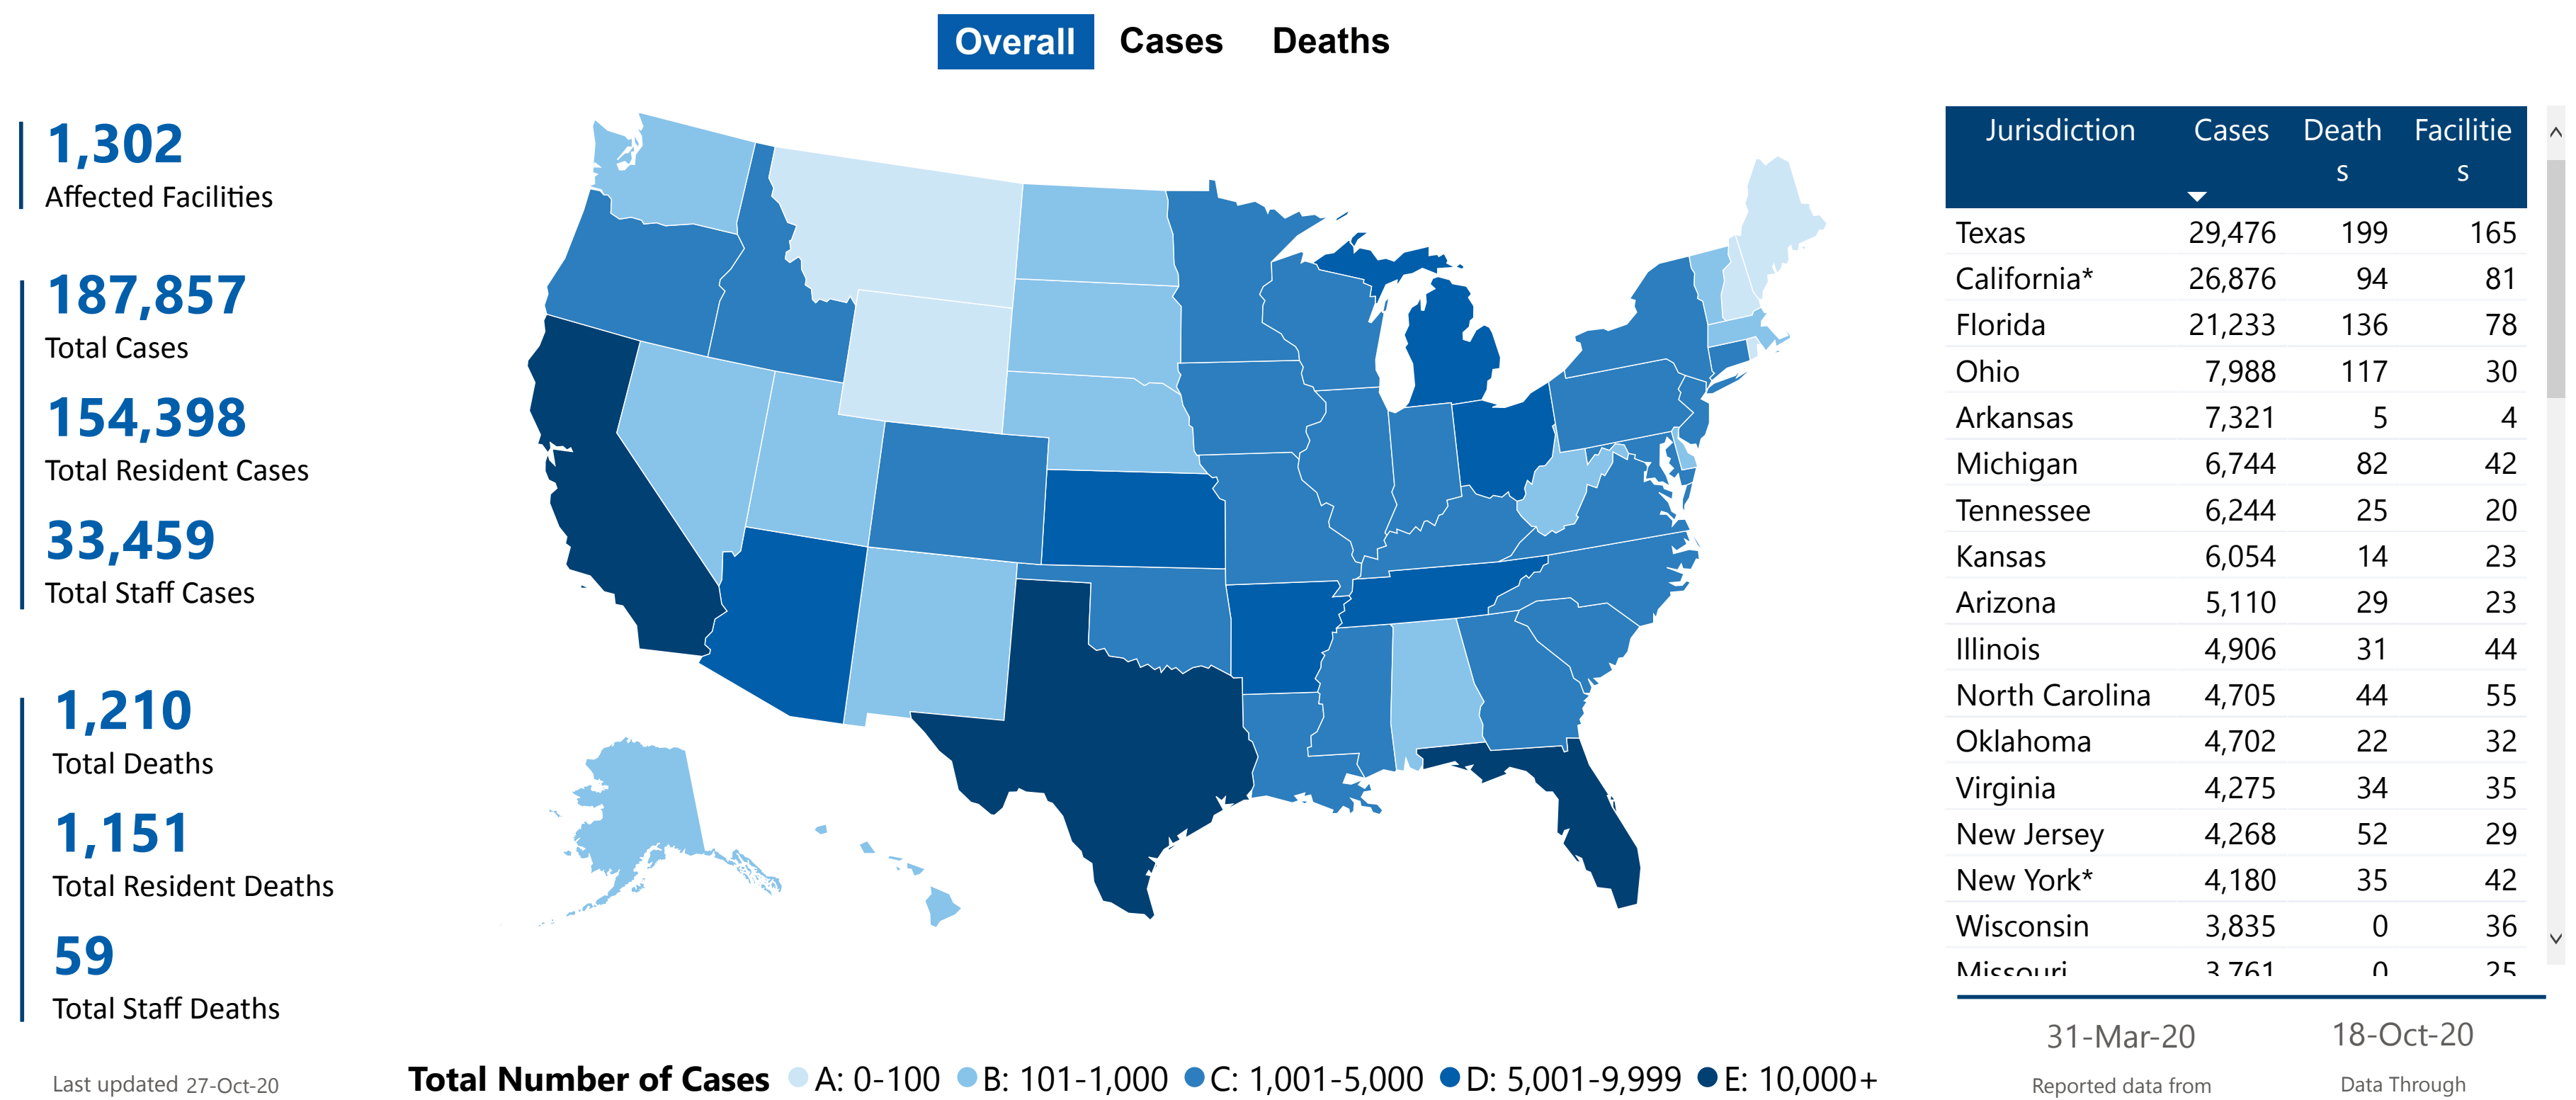 Overall Cases Deaths
1,302
Affected Facilities
187,857
Total Cases
154,398
Total Resident Cases
33,459
Total Staff Cases
1,210
Total Deaths
1,151
Total Resident Deaths
59
Total Staff Deaths
Last updated 27-Oct-20
Total Number of Cases A: 0-100 B: 101-1,000 C: 1,001-5,000 D: 5,001-9,999 E: 10,000+
Jurisdiction Cases Death Facilitie
s s
Texas 29,476 199 165
California* 26,876 94 81
Florida 21,233 136 78
Ohio 7,988 117 30
Arkansas 7,321 5 4
Michigan 6,744 82 42
Tennessee 6,244 25 20
Kansas 6,054 14 23
Arizona 5,110 29 23
Illinois 4,906 31 44
North Carolina 4,705 44 55
Oklahoma 4,702 22 32
Virginia 4,275 34 35
New Jersey 4,268 52 29
New York* 4,180 35 42
Wisconsin 3,835 0 36
Missouri 3,761 0 25
31-Mar-20 18-Oct-20
Reported data from Data Through